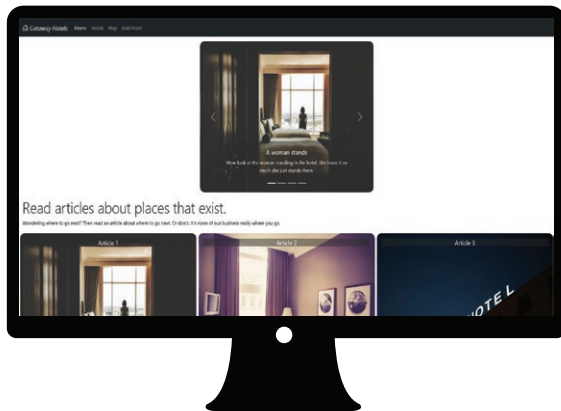 Getaway Hotels Home Hotels Map Add Hotel
A woman stands
Now look at the woman standing in the hotel. She loves it so
much she just stands there.
Read articles about places that exist.
Wondering where to go next? Then read an article about where to go next. Or don't. It's none of our business really where you go.
Article 1
Article 2
Article 3
HOTEL